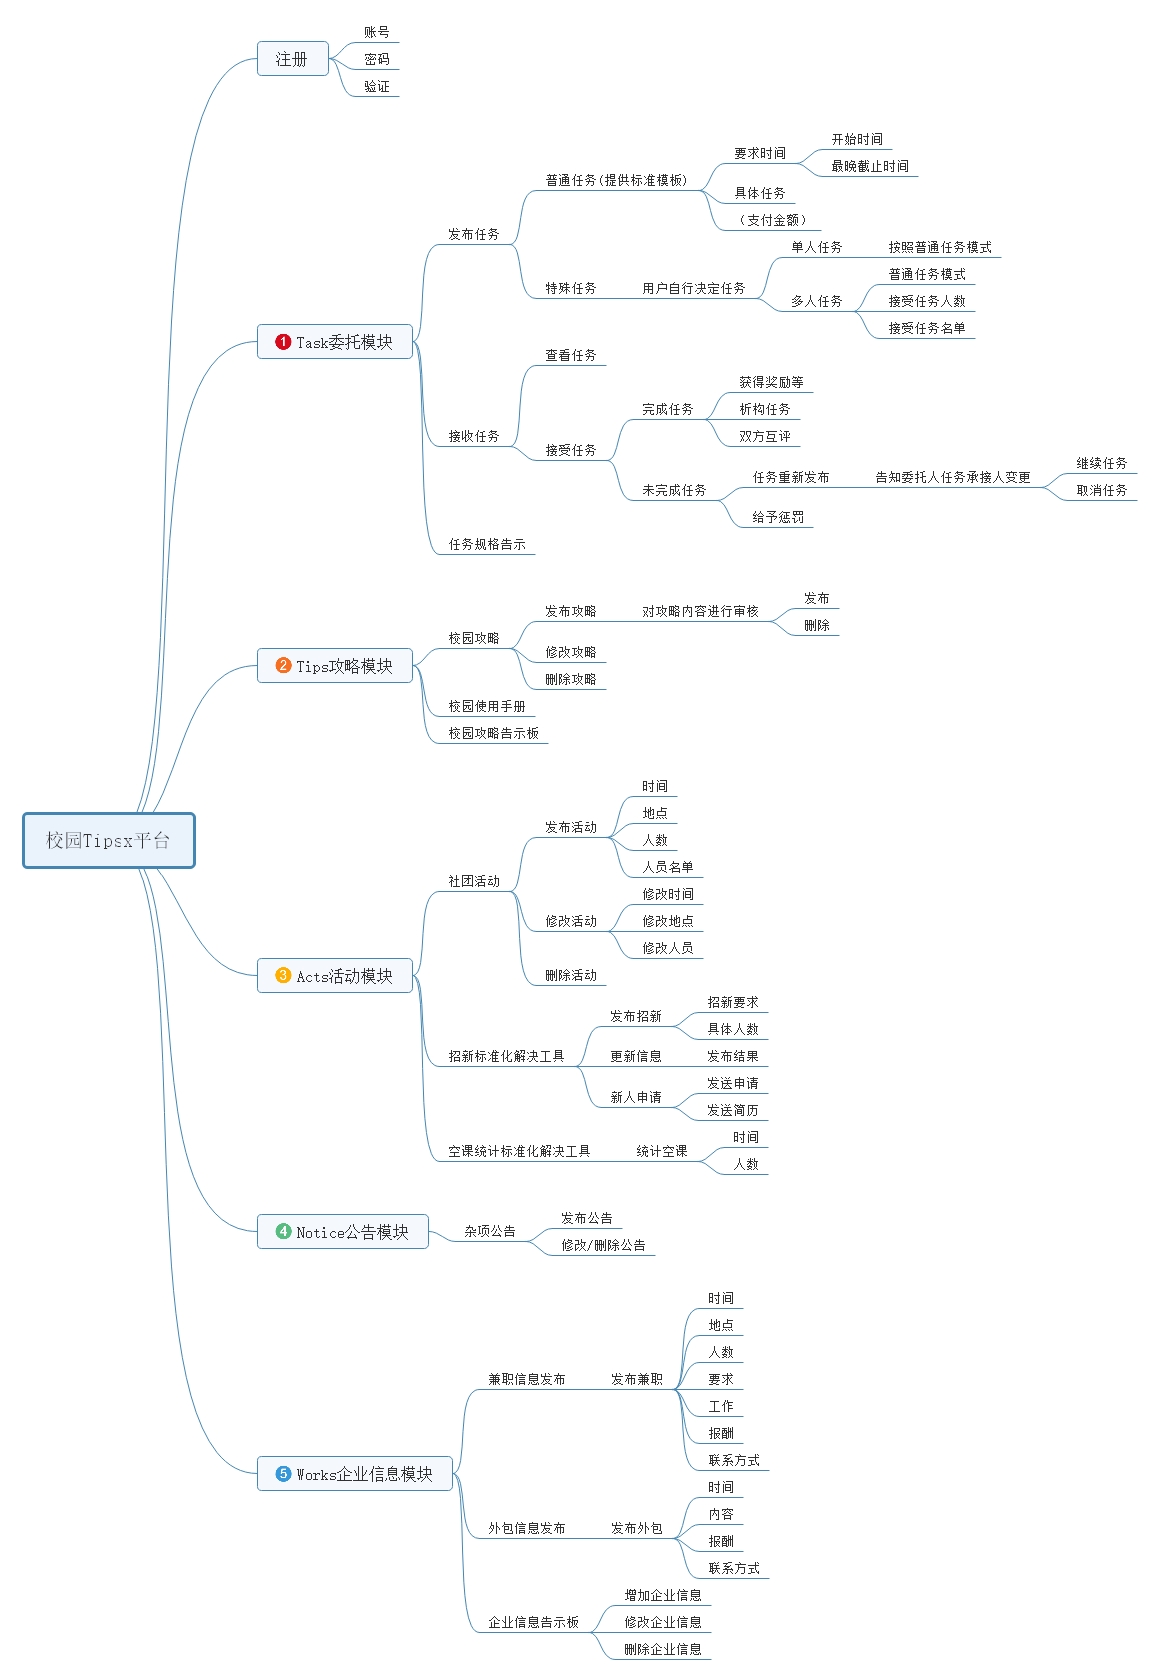 账号
注册
密码
验证
开始时间
要求时间
最晚截止时间
普通任务(提供标准模板)
具体任务
（支付金额）
发布任务
单人任务
按照普通任务模式
普通任务模式
特殊任务
用户自行决定任务
多人任务
接受任务人数
接受任务名单
1 Task委托模块
查看任务
获得奖励等
完成任务
析构任务
双方互评
接收任务
接受任务
继续任务
任务重新发布
告知委托人任务承接人变更
未完成任务
取消任务
给予惩罚
任务规格告示
发布
发布攻略
对攻略内容进行审核
删除
校园攻略
修改攻略
2 Tips攻略模块
删除攻略
校园使用手册
校园攻略告示板
时间
地点
发布活动
人数
校园Tipsx平台
人员名单
社团活动
修改时间
修改活动
修改地点
修改人员
3 Acts活动模块
删除活动
招新要求
发布招新
具体人数
招新标准化解决工具
更新信息
发布结果
发送申请
新人申请
发送简历
时间
空课统计标准化解决工具
统计空课
人数
发布公告
4 Notice公告模块
杂项公告
修改/删除公告
时间
地点
人数
兼职信息发布
发布兼职
要求
工作
报酬
联系方式
5 Works企业信息模块
时间
内容
外包信息发布
发布外包
报酬
联系方式
增加企业信息
企业信息告示板
修改企业信息
删除企业信息